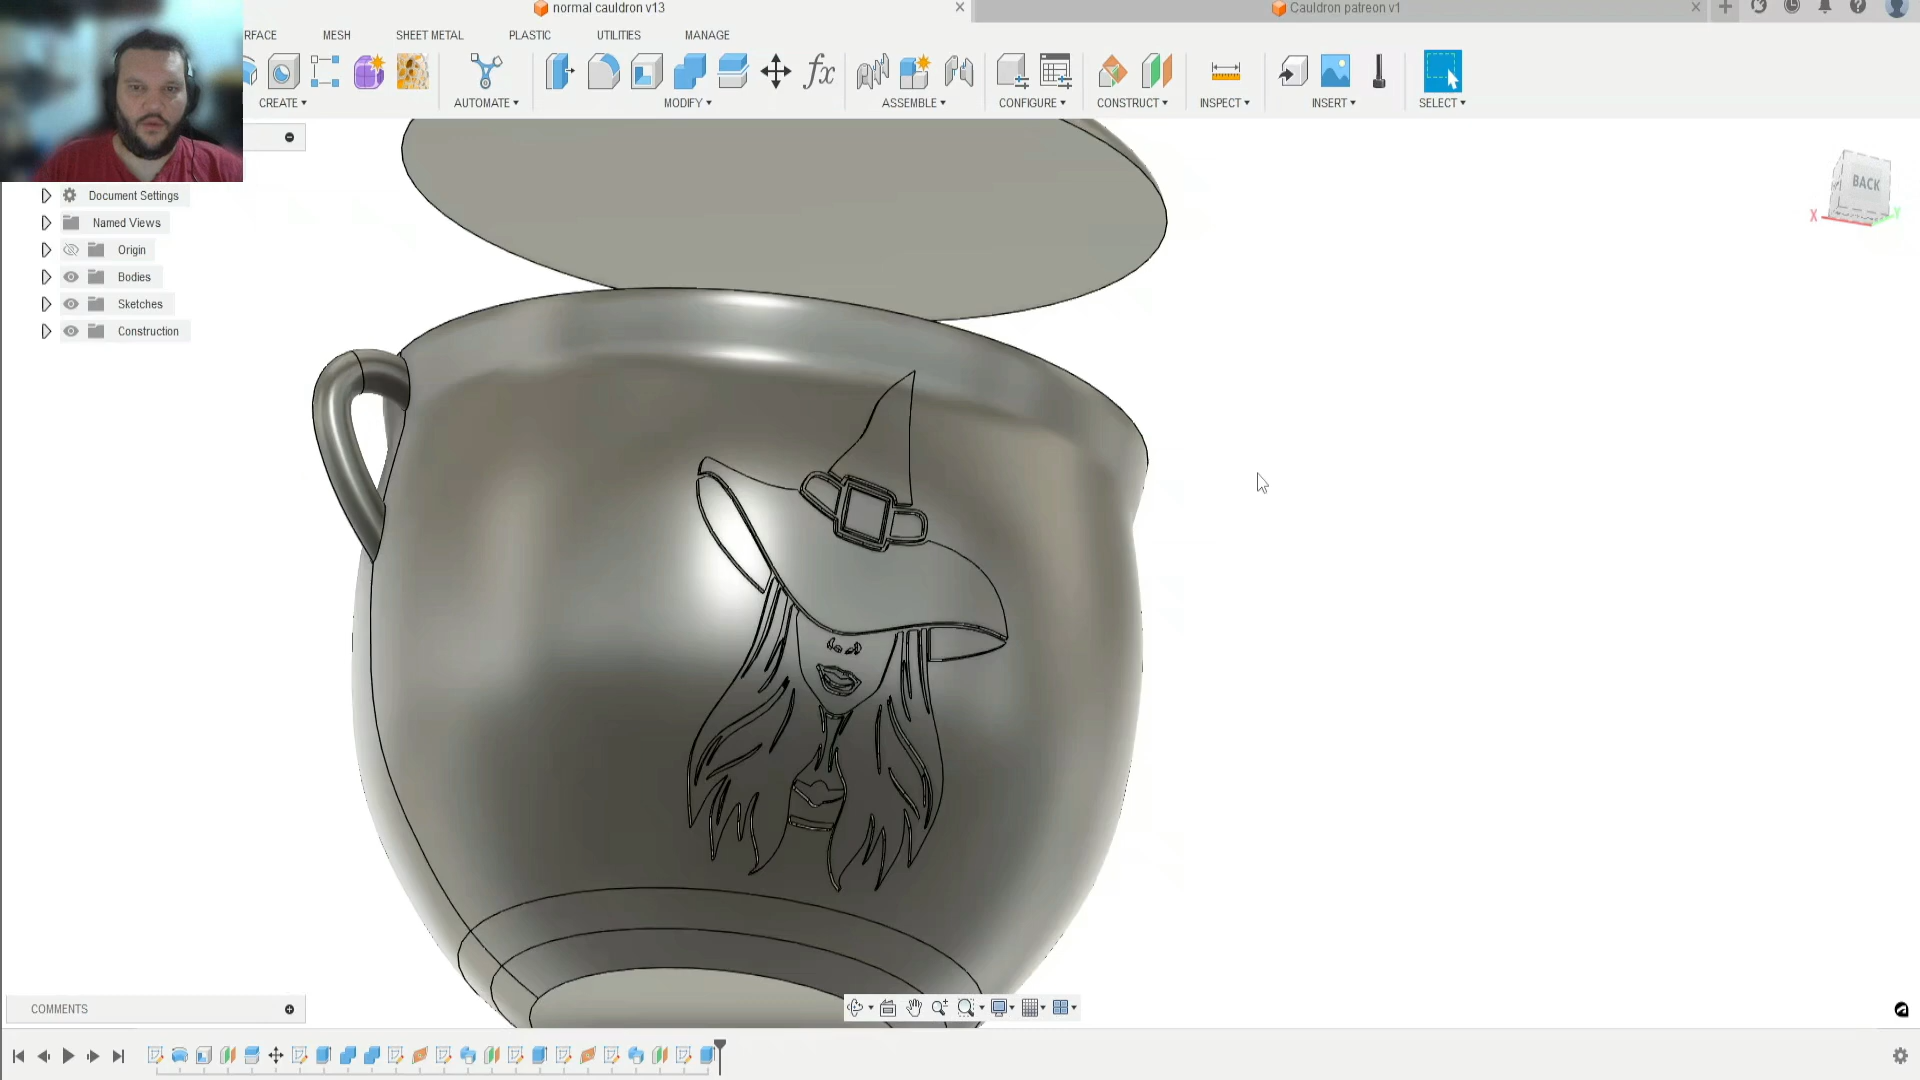 normal cauldron v13
Cauldron patreon v1
RFACE
MESH
SHEET METAL
PLASTIC
UTILITIES
MANAGE
fx
CREATE
AUTOMATE
MODIFY
ASSEMBLE
CONFIGURE
CONSTRUCT
INSPECT
INSERT
SELECT
BACK
X
Y
Document Settings
Named Views
Origin
Bodies
Sketches
Construction
COMMENTS